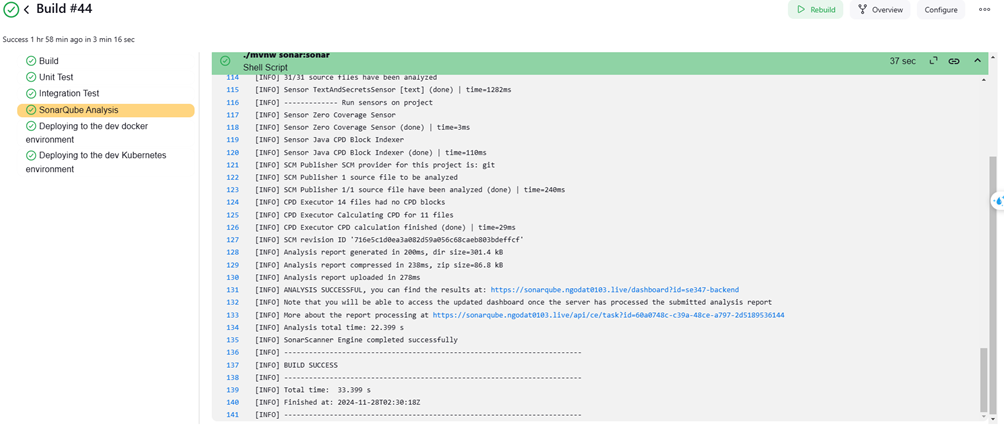 Build #44
Rebuild
Overview
Configure
Success 1 hr 58 min ago in 3 min 16 sec
Build
Unit Test
Integration Test
SonarQube Analysis
Deploying to the dev docker
environment
Deploying to the dev Kubernetes
environment
./mvnw sonar:sonar
Shell Script
37 sec
114 [INFO] 31/31 source files have been analyzed
115 [INFO] Sensor TextAndSecretsSensor [text] (done) | time=1282ms
116 [INFO] ------------- Run sensors on project
117 [INFO] Sensor Zero Coverage Sensor
118 [INFO] Sensor Zero Coverage Sensor (done) | time=3ms
119 [INFO] Sensor Java CPD Block Indexer
120 [INFO] Sensor Java CPD Block Indexer (done) | time=110ms
121 [INFO] SCM Publisher SCM provider for this project is: git
122 [INFO] SCM Publisher 1 source file to be analyzed
123 [INFO] SCM Publisher 1/1 source file have been analyzed (done) | time=240ms
124 [INFO] CPD Executor 14 files had no CPD blocks
125 [INFO] CPD Executor Calculating CPD for 11 files
126 [INFO] CPD Executor CPD calculation finished (done) | time=29ms
127 [INFO] SCM revision ID '716e5c1d0ea3a082d59a056c68caeb803bdeffcf'
128 [INFO] Analysis report generated in 200ms, dir size=301.4 kB
129 [INFO] Analysis report compressed in 238ms, zip size=86.8 kB
130 [INFO] Analysis report uploaded in 278ms
131 [INFO] ANALYSIS SUCCESSFUL, you can find the results at: https://sonarqube.ngodat0103.live/dashboard?id=se347-backend
132 [INFO] Note that you will be able to access the updated dashboard once the server has processed the submitted analysis report
133 [INFO] More about the report processing at https://sonarqube.ngodat0103.live/api/ce/task?id=60a0748c-c39a-48ce-a797-2d5189536144
134 [INFO] Analysis total time: 22.399 s
135 [INFO] SonarScanner Engine completed successfully
136 [INFO] ------------------------------------------------------------------------
137 [INFO] BUILD SUCCESS
138 [INFO] ------------------------------------------------------------------------
139 [INFO] Total time:  33.399 s
140 [INFO] Finished at: 2024-11-28T02:30:18Z
141 [INFO] ------------------------------------------------------------------------